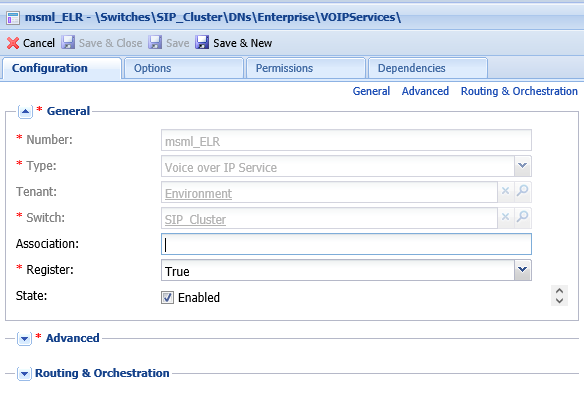 msml_ELR - \Switches\SIP_Cluster\DNs\Enterprise\VOIPServices\
Cancel Save & Close Save Save & New
Configuration Options Permissions Dependencies
General Advanced Routing & Orchestration
* General
* Number: msml_ELR
* Type: Voice over IP Service
Tenant: Environment
* Switch: SIP_Cluster
Association:
* Register: True
State: Enabled
* Advanced
Routing & Orchestration